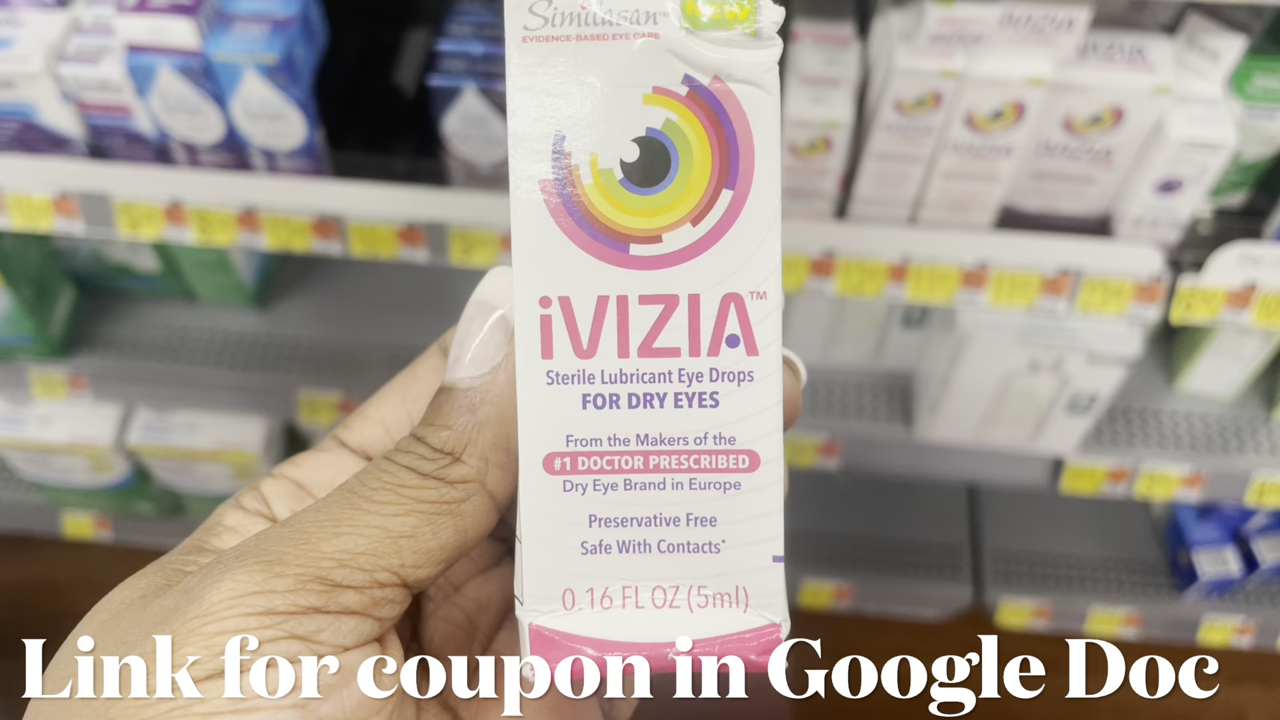 Similasan™
EVIDENCE-BASED EYE CARE
iVIZIA™
Sterile Lubricant Eye Drops
FOR DRY EYES
From the Makers of the
#1 DOCTOR PRESCRIBED
Dry Eye Brand in Europe
Preservative Free
Safe With Contacts*
0.16 FL OZ (5ml)
Link for coupon in Google Doc